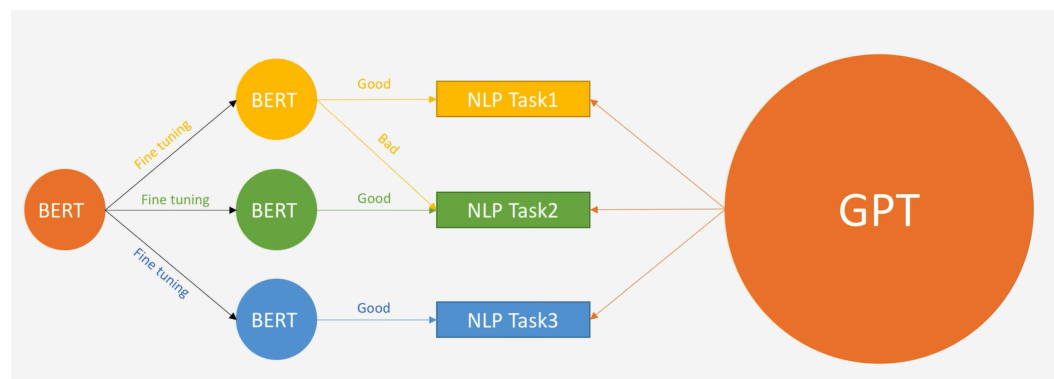 BERT
Fine tuning
Fine tuning
Fine tuning
BERT
BERT
BERT
Good
Bad
Good
Good
NLP Task1
NLP Task2
NLP Task3
GPT